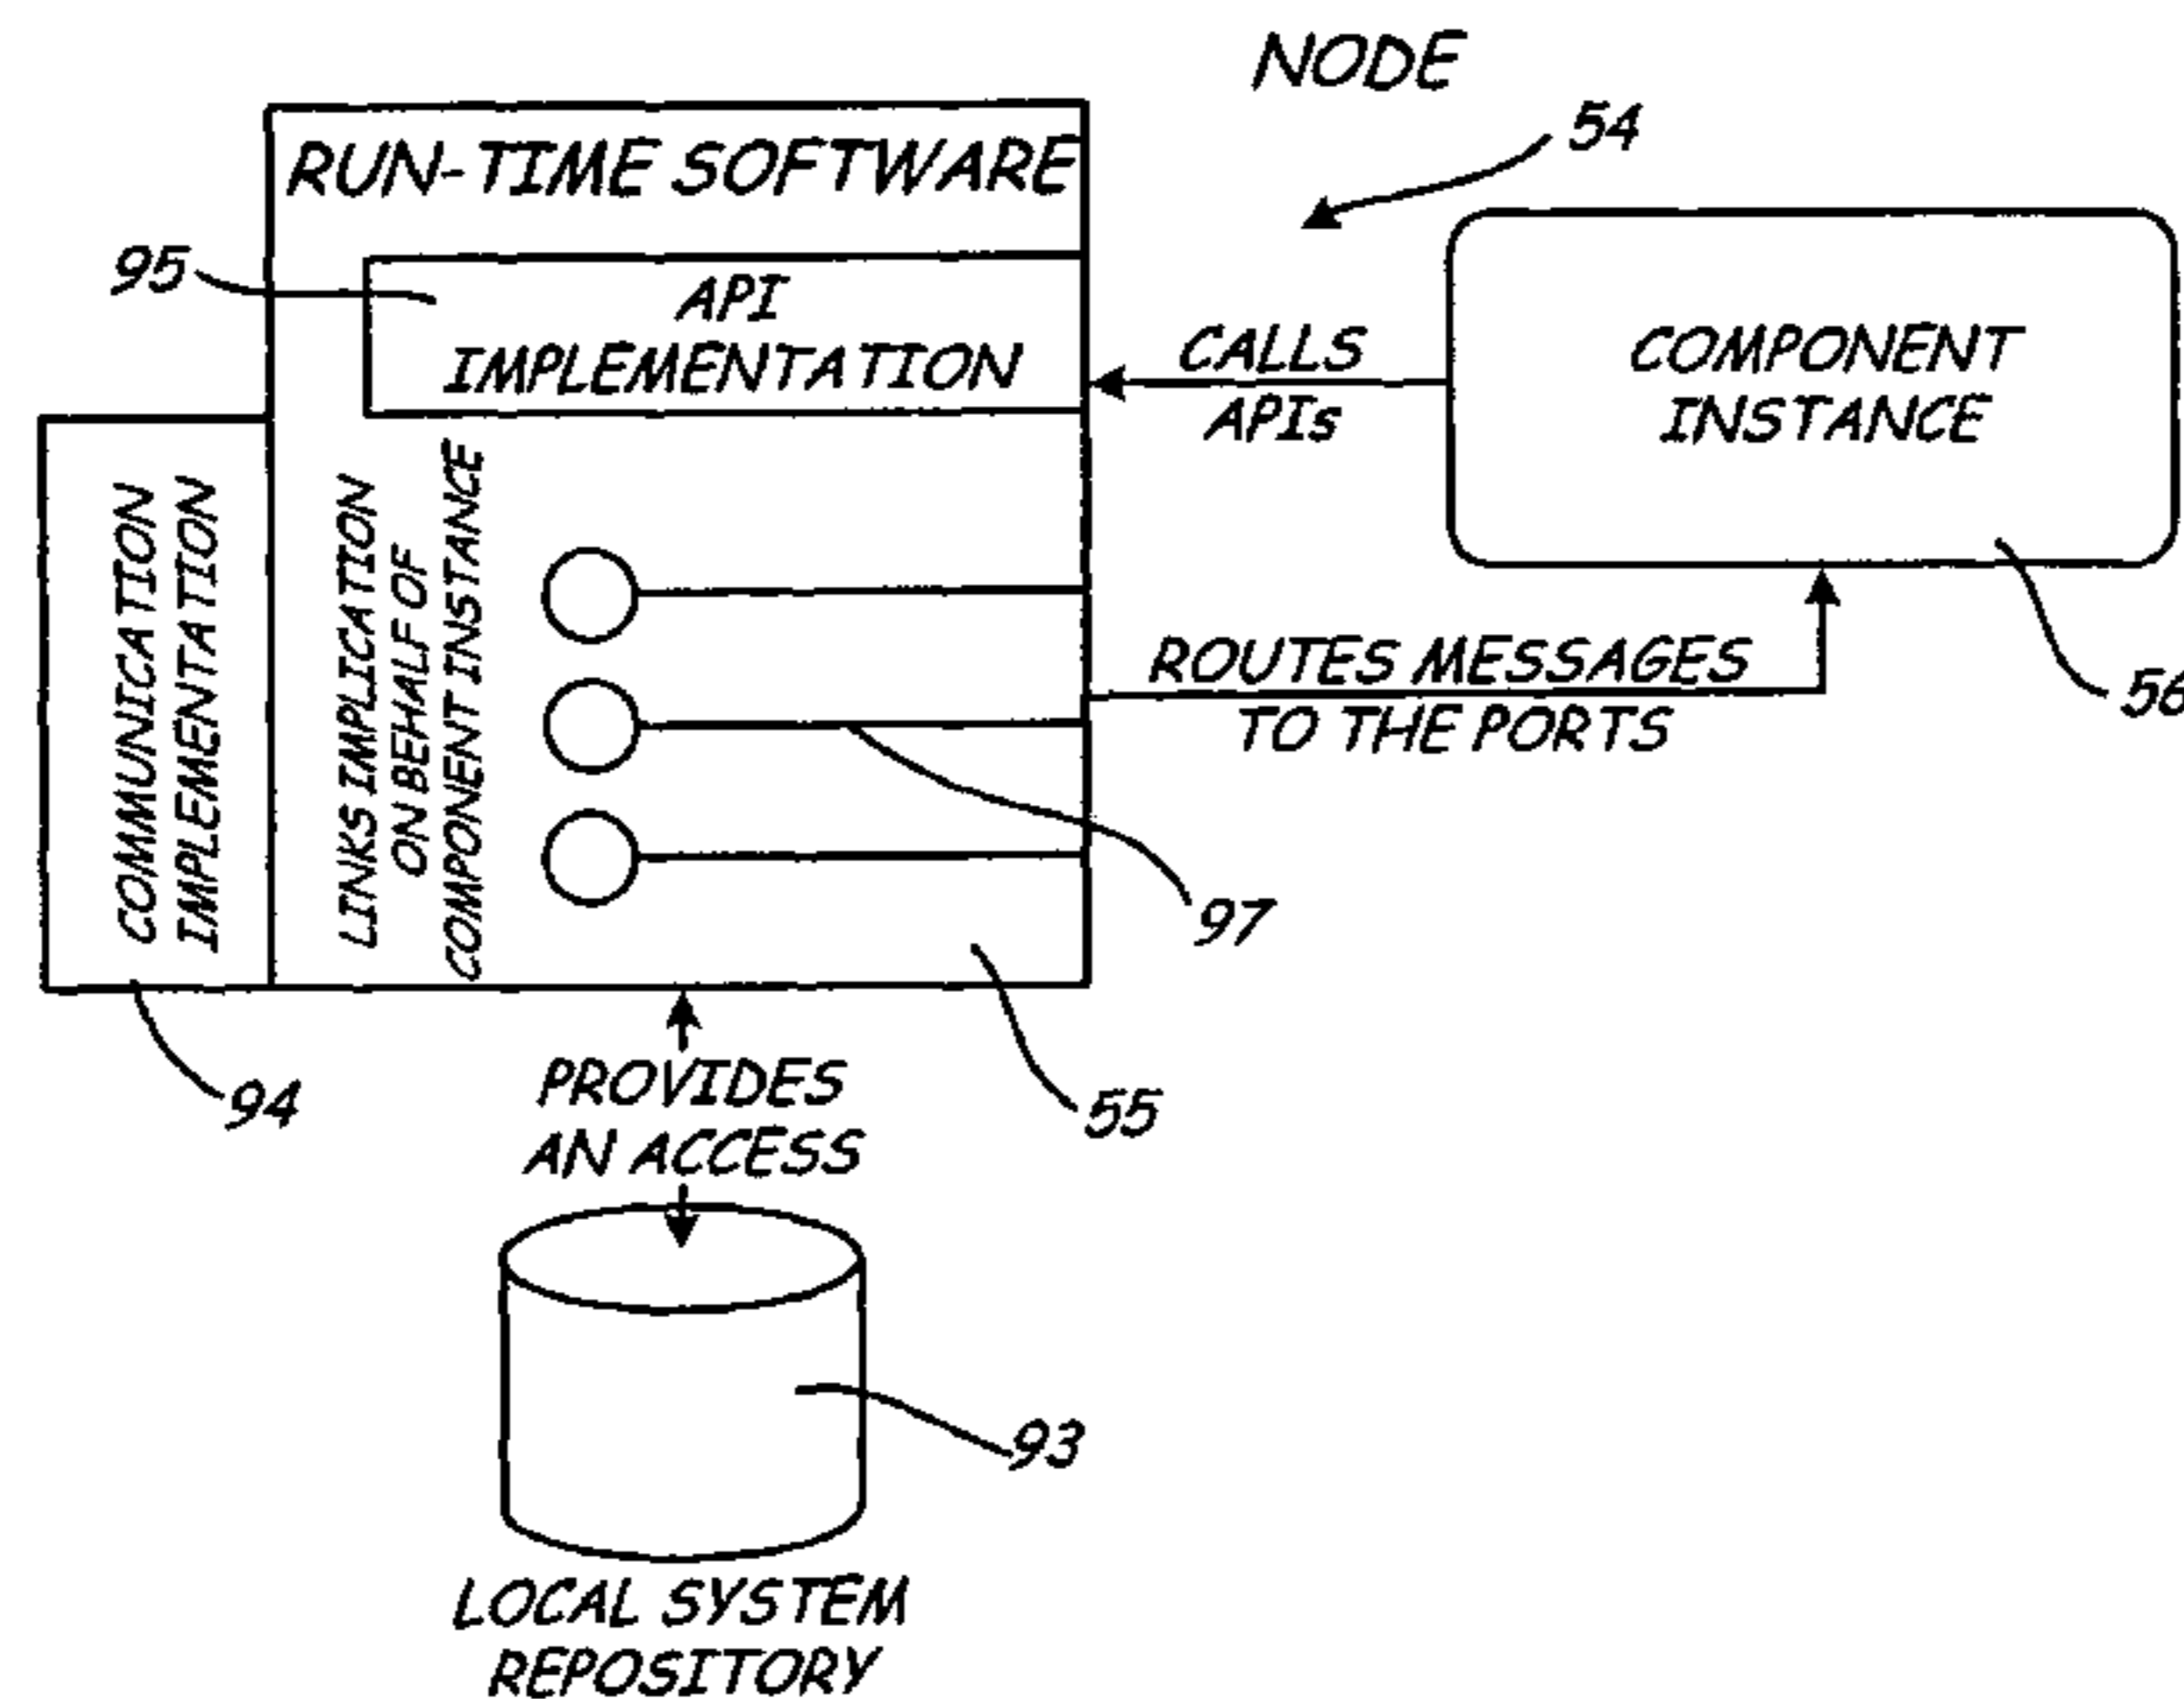 NODE
54
RUN-TIME SOFTWARE
95
API
IMPLEMENTATION
CALLS
APIs
COMPONENT
INSTANCE
56
COMMUNICATION
IMPLEMENTATION
LINKS IMPLICATION
ON BEHALF OF
COMPONENT INSTANCE
ROUTES MESSAGES
TO THE PORTS
97
94
55
PROVIDES
AN ACCESS
93
LOCAL SYSTEM
REPOSITORY